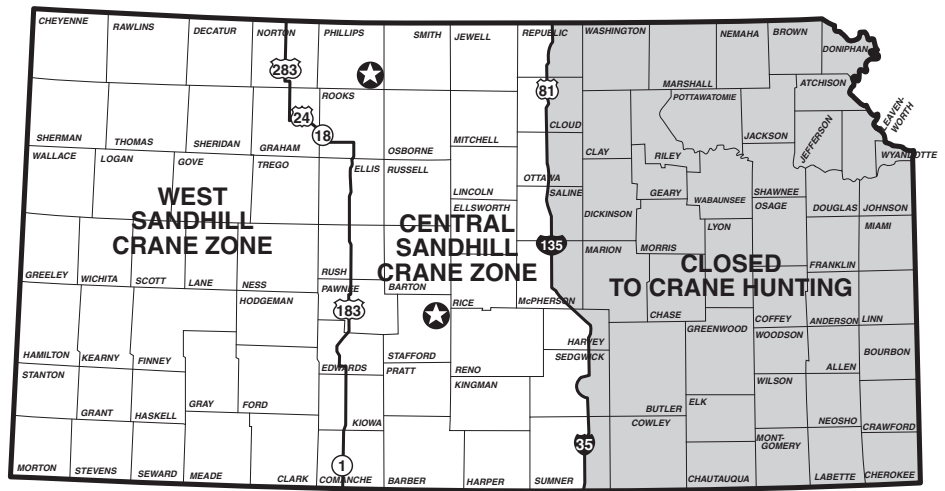 CHEYENNE
RAWLINS
DECATUR
NORTON
PHILLIPS
SMITH
JEWELL
REPUBLIC
WASHINGTON
NEMAHA
BROWN
DONIPHAN
283
81
MARSHALL
ATCHISON
ROOKS
POTTAWATOMIE
LEAVEN-
WORTH
24
18
CLOUD
SHERMAN
THOMAS
SHERIDAN
GRAHAM
OSBORNE
MITCHELL
CLAY
RILEY
JACKSON
JEFFERSON
WYANDOTTE
WALLACE
LOGAN
GOVE
TREGO
ELLIS
RUSSELL
LINCOLN
OTTAWA
SALINE
GEARY
WABAUNSEE
SHAWNEE
OSAGE
DOUGLAS
JOHNSON
WEST
SANDHILL
CRANE ZONE
ELLSWORTH
DICKINSON
LYON
MIAMI
CENTRAL
SANDHILL
CRANE ZONE
135
MARION
MORRIS
CLOSED
TO CRANE HUNTING
FRANKLIN
GREELEY
WICHITA
SCOTT
LANE
NESS
RUSH
PAWNEE
BARTON
HODGEMAN
183
RICE
McPHERSON
CHASE
GREENWOOD
COFFEY
WOODSON
ANDERSON
LINN
HAMILTON
KEARNY
FINNEY
EDWARDS
STAFFORD
PRATT
RENO
KINGMAN
HARVEY
SEDGWICK
ALLEN
BOURBON
STANTON
GRANT
HASKELL
GRAY
FORD
KIOWA
BUTLER
COWLEY
ELK
WILSON
NEOSHO
CRAWFORD
MORTON
STEVENS
SEWARD
MEADE
CLARK
1
COMANCHE
BARBER
HARPER
SUMNER
35
CHAUTAUQUA
MONT-
GOMERY
LABETTE
CHEROKEE